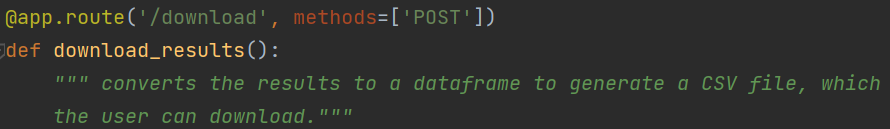 @app.route('/download', methods=['POST'])
def download_results():
    """ converts the results to a dataframe to generate a CSV file, which
    the user can download."""